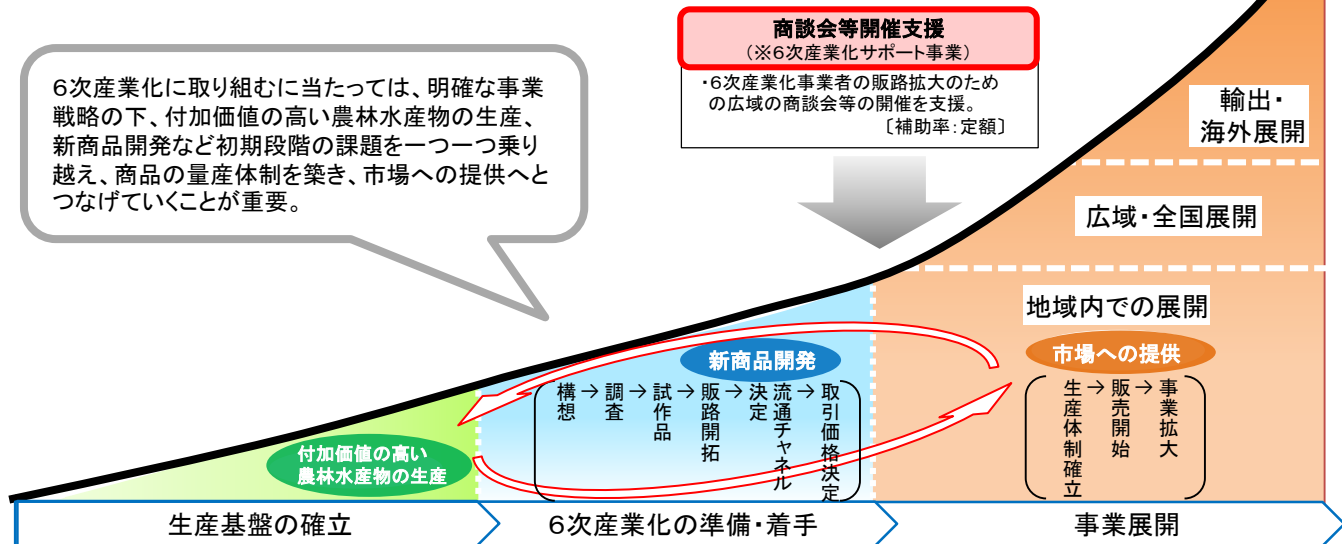 商談会等開催支援
(※6次産業化サポート事業)
・6次産業化事業者の販路拡大のため
の広域の商談会等の開催を支援。
〔補助率:定額〕
6次産業化に取り組むに当たっては、明確な事業
戦略の下、付加価値の高い農林水産物の生産、
新商品開発など初期段階の課題を一つ一つ乗り
越え、商品の量産体制を築き、市場への提供へと
つなげていくことが重要。
輸出・
海外展開
広域・全国展開
地域内での展開
市場への提供
生産体制確立→販売開始→事業拡大
新商品開発
構想→調査→試作品→販路開拓→流通チャネル決定→取引価格決定
付加価値の高い
農林水産物の生産
生産基盤の確立
6次産業化の準備・着手
事業展開